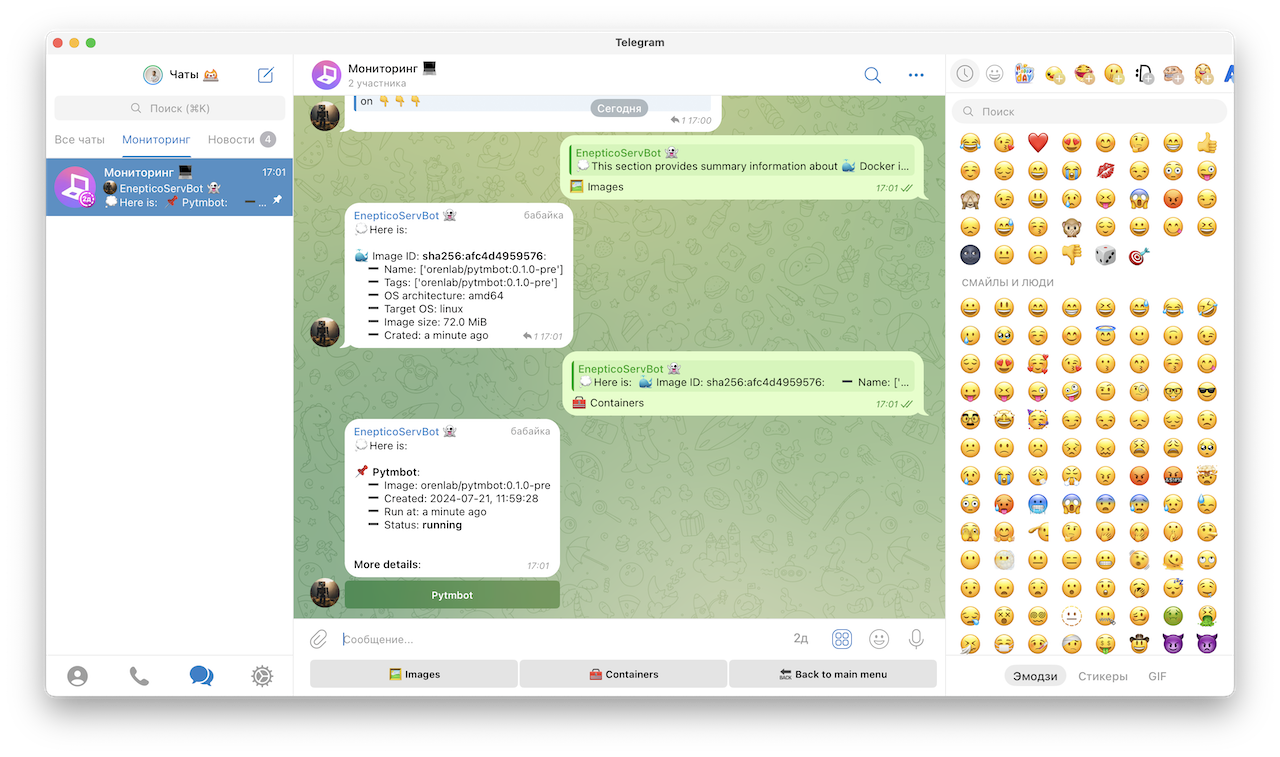 Telegram
Чаты
Поиск (⌘K)
Все чаты
Мониторинг
Новости
4
Мониторинг
17:01
EnepticoServBot
Here is: 📌 Pytmbot: — ...
Мониторинг
2 участника
on 👇👇👇
Сегодня
1 17:00
EnepticoServBot
This section provides summary information about 🐳 Docker i...
Images
17:01
EnepticoServBot
бабайка
Here is:
Image ID: sha256:afc4d4959576:
— Name: ['orenlab/pytmbot:0.1.0-pre']
— Tags: ['orenlab/pytmbot:0.1.0-pre']
— OS architecture: amd64
— Target OS: linux
— Image size: 72.0 MiB
— Crated: a minute ago
1 17:01
EnepticoServBot
Here is: 🐳 Image ID: sha256:afc4d4959576: — Name: ['...
Containers
17:01
EnepticoServBot
бабайка
Here is:
Pytmbot:
— Image: orenlab/pytmbot:0.1.0-pre
— Created: 2024-07-21, 11:59:28
— Run at: a minute ago
— Status: running
More details:
17:01
Pytmbot
Сообщение...
2д
Images
Containers
BACK Back to main menu
Поиск
СМАЙЛЫ И ЛЮДИ
Эмодзи
Стикеры
GIF